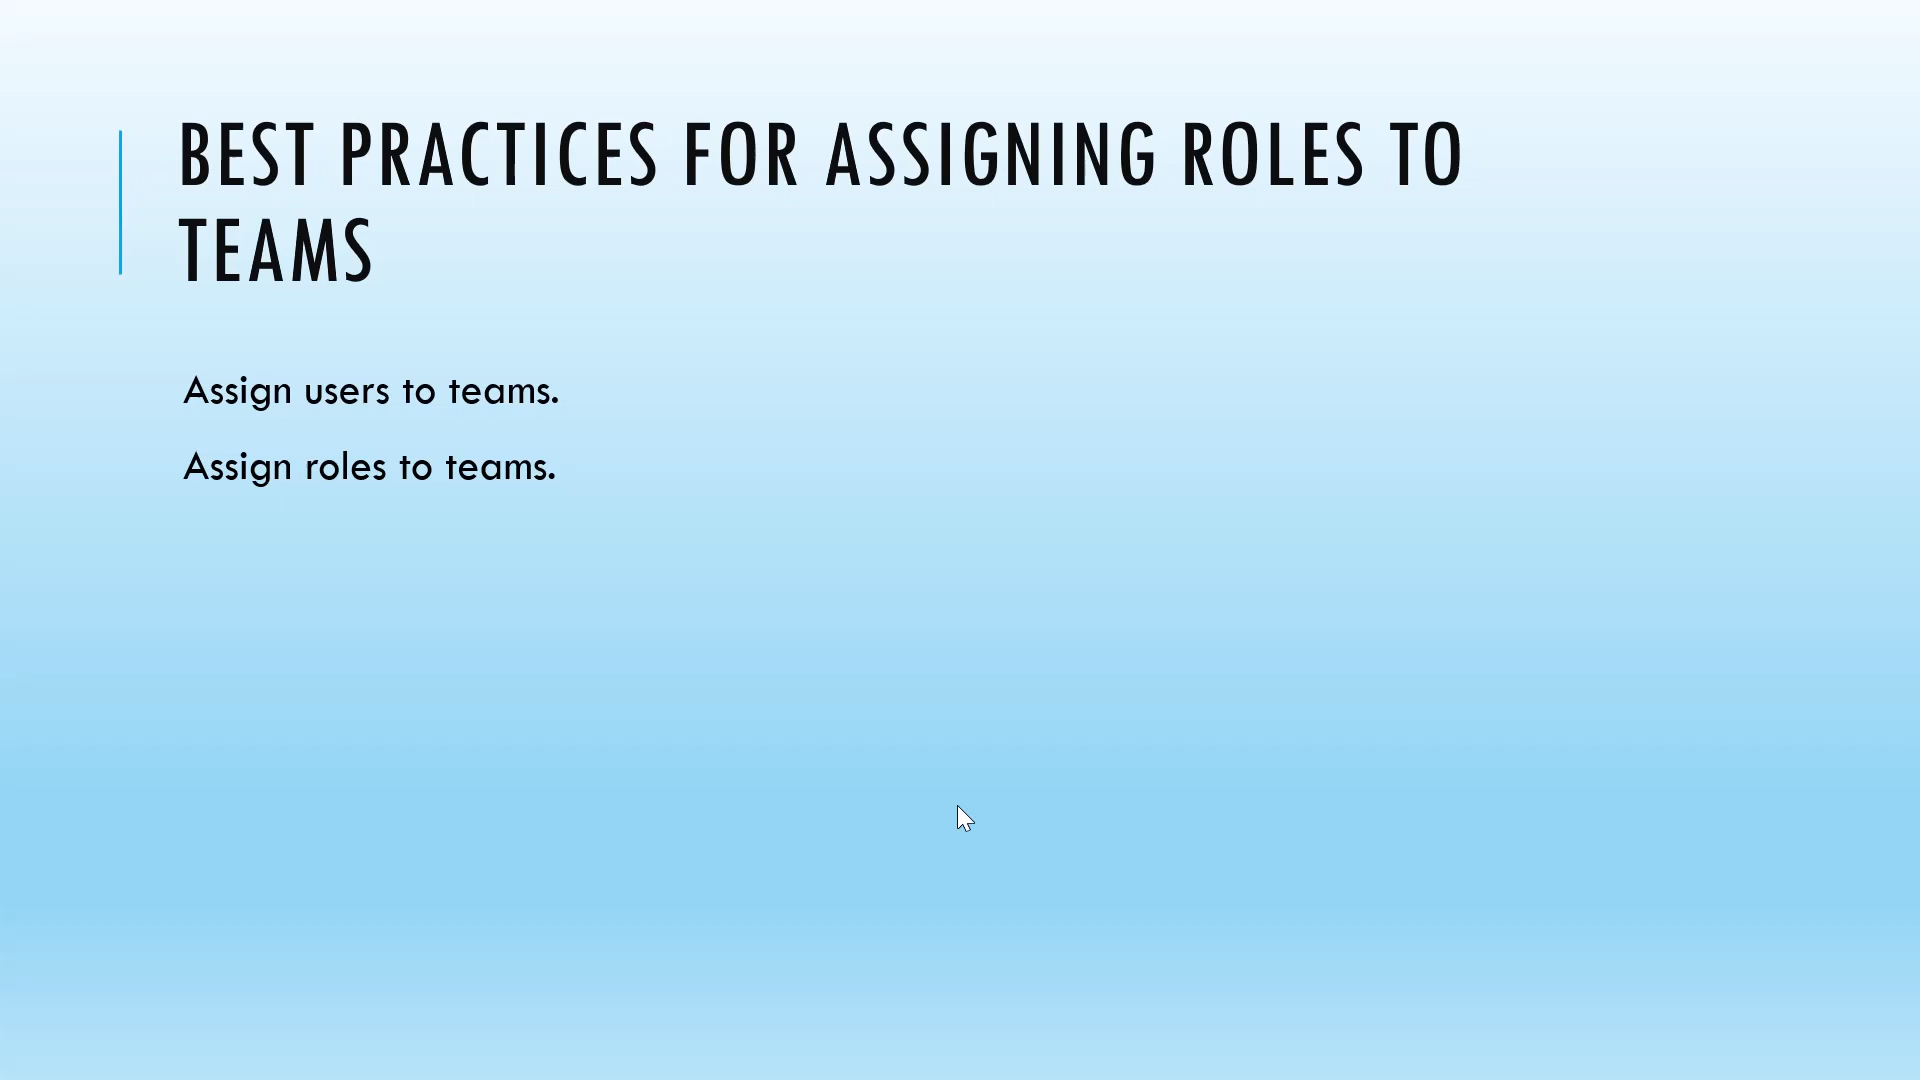 BEST PRACTICES FOR ASSIGNING ROLES TO
TEAMS
Assign users to teams.
Assign roles to teams.